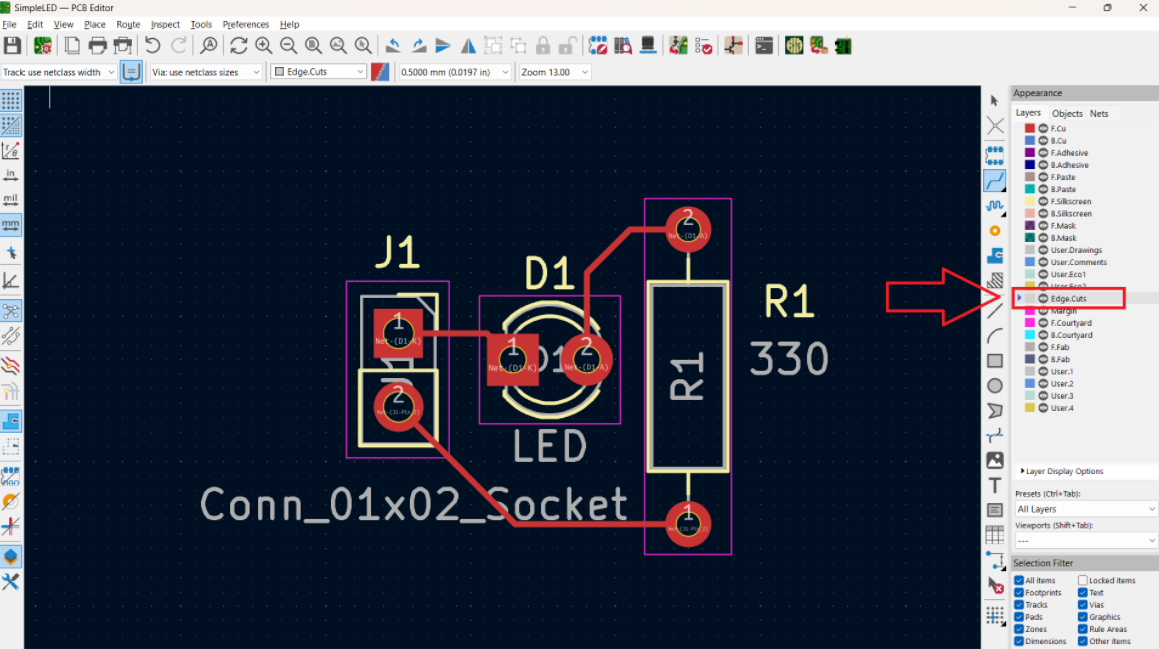 SimpleLED — PCB Editor
File Edit View Place Route Inspect Tools Preferences Help
Track: use netclass width Via: use netclass sizes Edge.Cuts 0.5000 mm (0.0197 in) Zoom 13.00
in
mil
mm
Appearance
Layers Objects Nets
F.Cu
B.Cu
F.Adhesive
B.Adhesive
F.Paste
B.Paste
F.Silkscreen
B.Silkscreen
F.Mask
B.Mask
User.Drawings
User.Comments
User.Eco1
User.Eco2
Edge.Cuts
Margin
F.Courtyard
B.Courtyard
F.Fab
B.Fab
User.1
User.2
User.3
User.4
Layer Display Options
Presets (Ctrl+Tab):
All Layers
Viewports (Shift+Tab):
---
Selection Filter
All items Locked items
Footprints Text
Tracks Vias
Pads Graphics
Zones Rule Areas
Dimensions Other items
J1
1
Net-(D1-K)
J1
2
Conn_01x02_Socket
D1
1
Net-(D1-K)
D1
2
Net-(D1-A)
LED
2
Net-(D1-A)
R1
R1
330
1